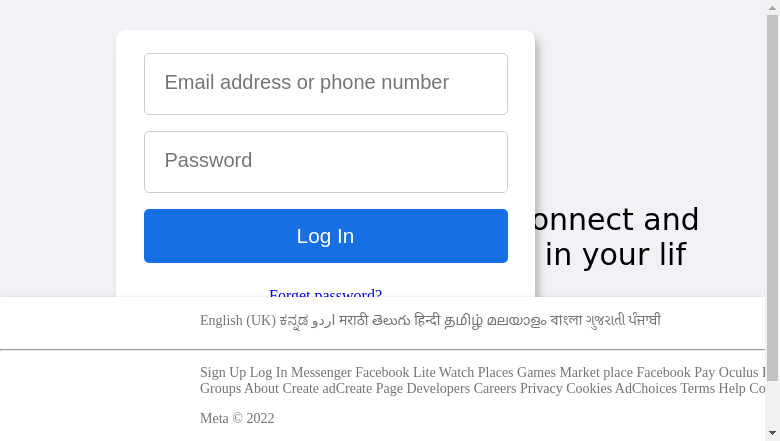 Email address or phone number
Password
onnect and
Log In
in your lif
Forget password?
English (UK) ಕನ್ನಡ اردو मराठी తెలుగు हिन्दी தமிழ் മലയാളം বাংলা ગુજરાતી ਪੰਜਾਬੀ
Sign Up Log In Messenger Facebook Lite Watch Places Games Market place Facebook Pay Oculus
Groups About Create adCreate Page Developers Careers Privacy Cookies AdChoices Terms Help Co
Meta © 2022